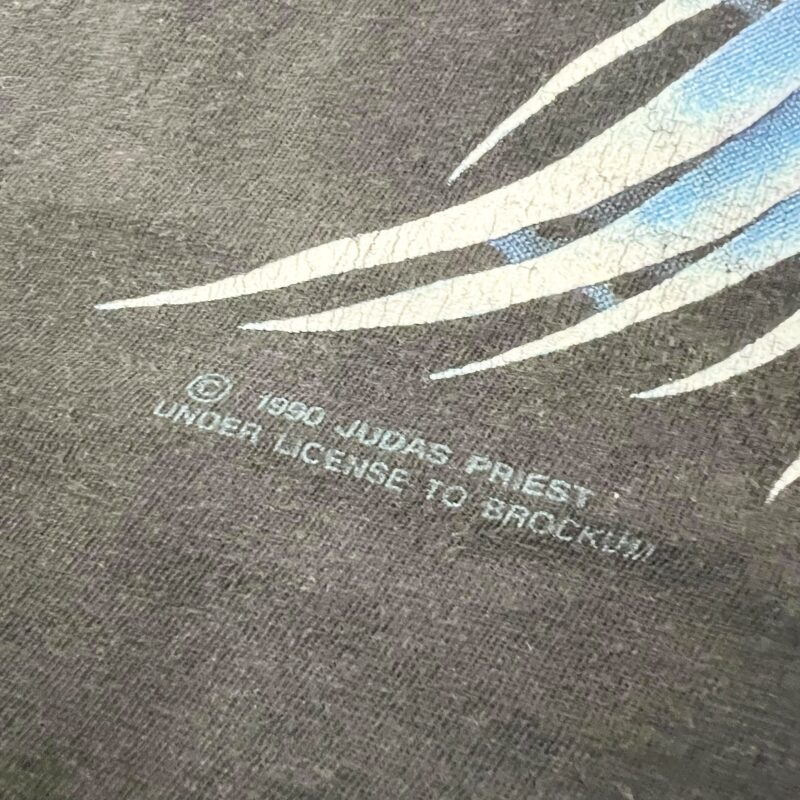 © 1990 JUDAS PRIEST
UNDER LICENSE TO BROCKUM